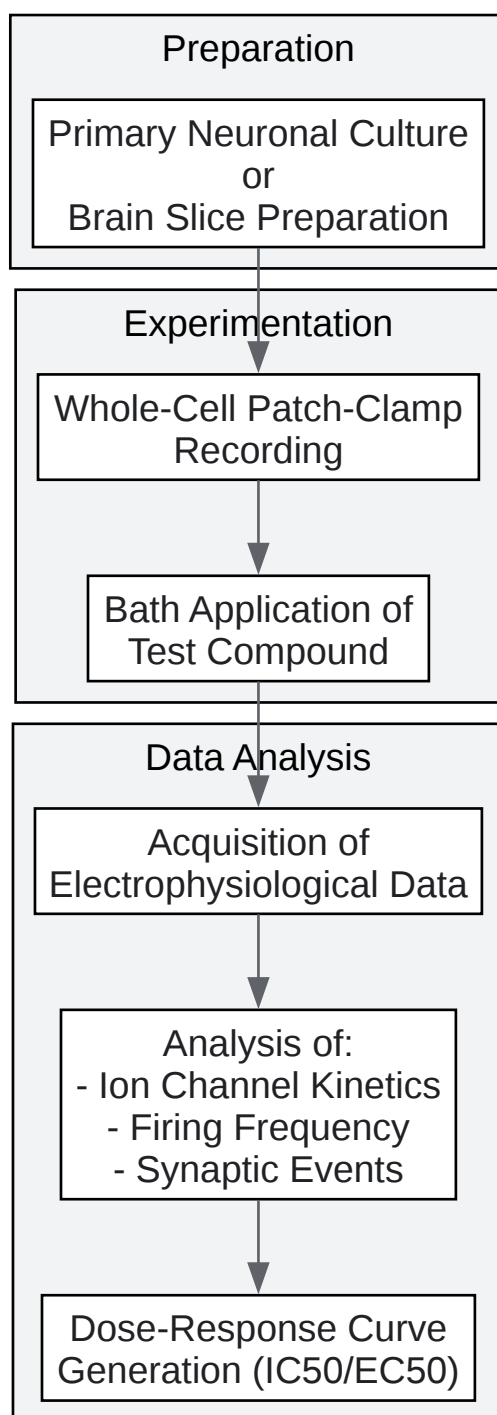 Preparation
Primary Neuronal Culture
or
Brain Slice Preparation
Experimentation
Whole-Cell Patch-Clamp
Recording
Bath Application of
Test Compound
Data Analysis
Acquisition of
Electrophysiological Data
Analysis of:
- Ion Channel Kinetics
- Firing Frequency
- Synaptic Events
Dose-Response Curve
Generation (IC50/EC50)